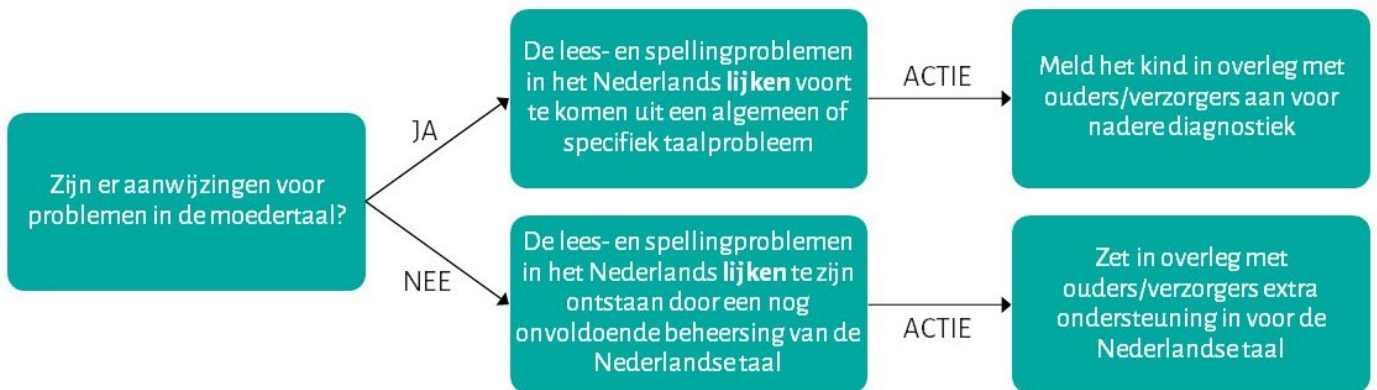 Zijn er aanwijzingen voor
problemen in de moedertaal?
JA
De lees- en spellingproblemen
in het Nederlands lijken voort
te komen uit een algemeen of
specifiek taalprobleem
ACTIE
Meld het kind in overleg met
ouders/verzorgers aan voor
nadere diagnostiek
NEE
De lees- en spellingproblemen
in het Nederlands lijken te zijn
ontstaan door een nog
onvoldoende beheersing van de
Nederlandse taal
ACTIE
Zet in overleg met
ouders/verzorgers extra
ondersteuning in voor de
Nederlandse taal